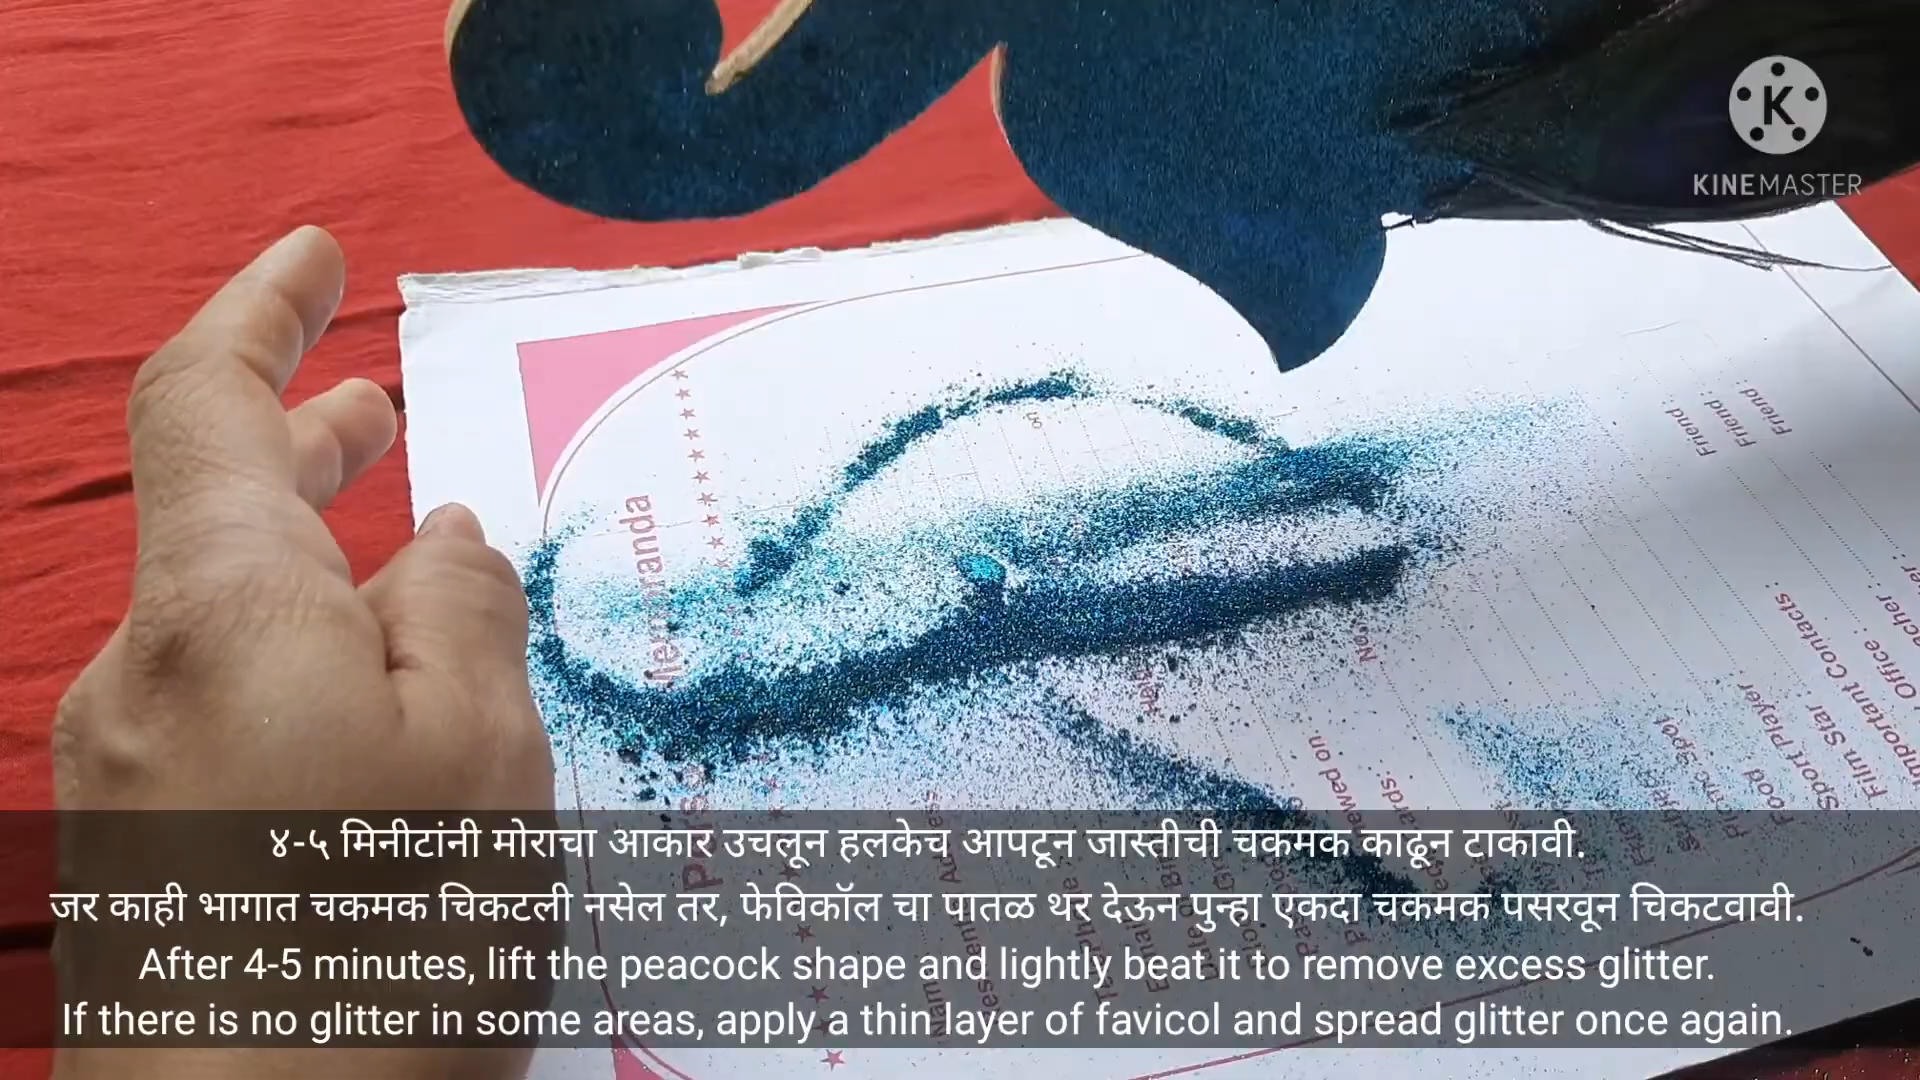 KINEMASTER
Friend :
Friend :
Friend :
Important Contacts :
Film Star :
Sport Player :
Food
Picnic Spot
४-५ मिनीटांनी मोराचा आकार उचलून हलकेच आपटून जास्तीची चकमक काढून टाकावी.
जर काही भागात चकमक चिकटली नसेल तर, फेविकॉल चा पातळ थर देऊन पुन्हा एकदा चकमक पसरवून चिकटवावी.
After 4-5 minutes, lift the peacock shape and lightly beat it to remove excess glitter.
If there is no glitter in some areas, apply a thin layer of favicol and spread glitter once again.